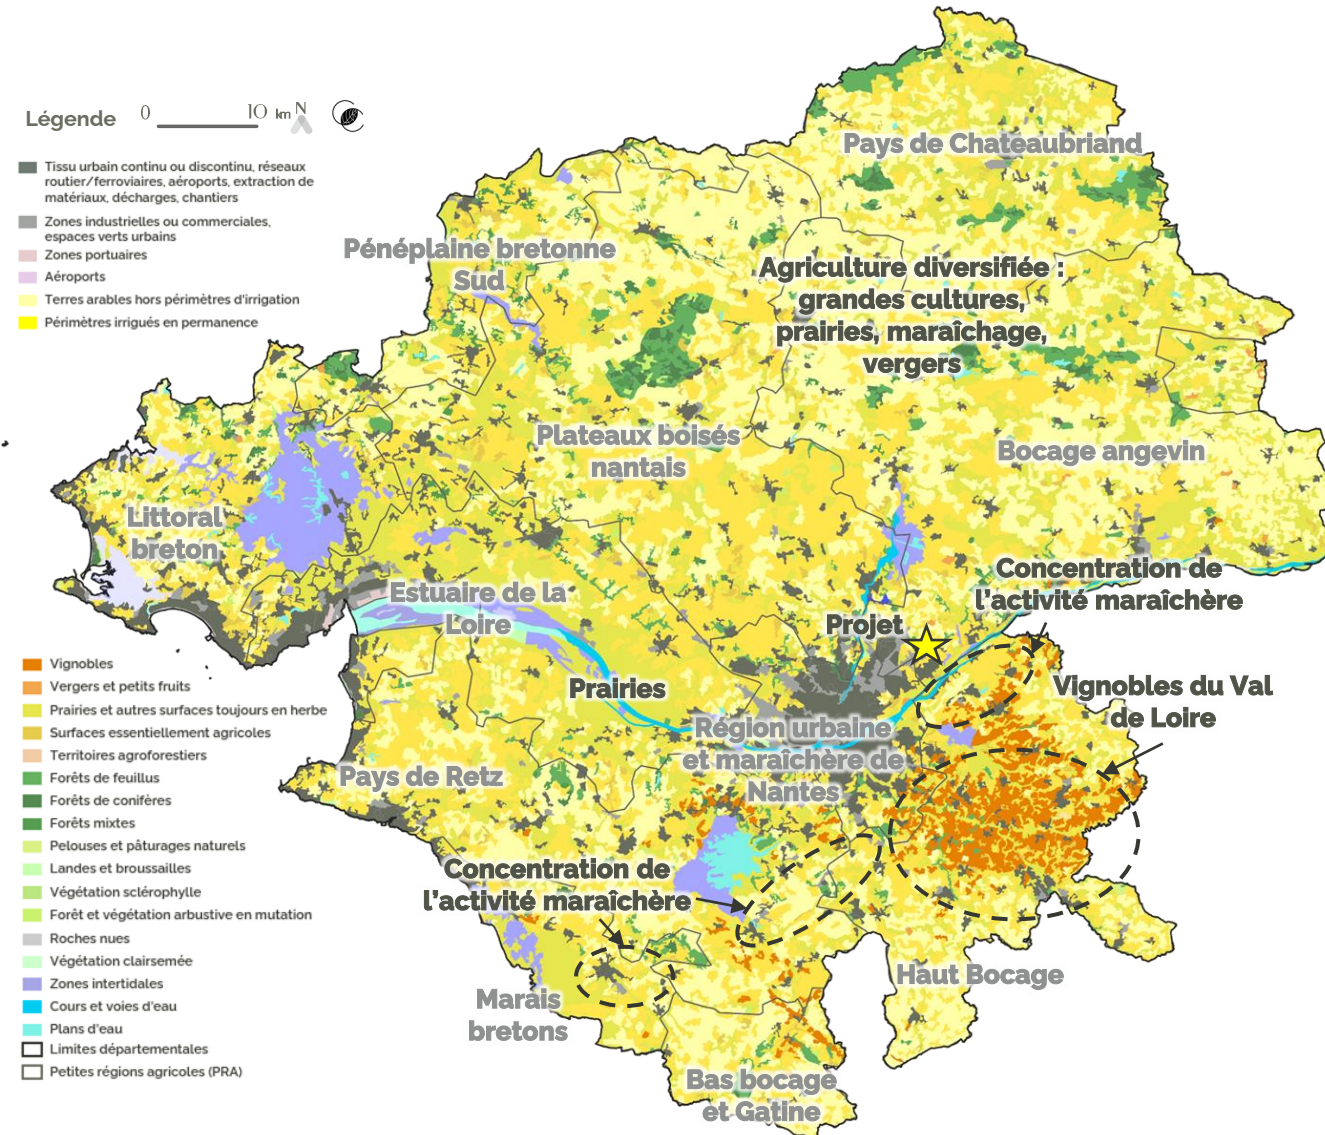 Légende
0 10 km N
Tissu urbain continu ou discontinu, réseaux
routier/ferroviaires, aéroports, extraction de
matériaux, décharges, chantiers
Zones industrielles ou commerciales,
espaces verts urbains
Zones portuaires
Aéroports
Terres arables hors périmètres d'irrigation
Périmètres irrigués en permanence
Pays de Chateaubriand
Pénéplaine bretonne
Sud
Agriculture diversifiée :
grandes cultures,
prairies, maraîchage,
vergers
Plateaux boisés
nantais
Bocage angevin
Littoral
breton
Estuaire de la
Loire
Concentration de
l'activité maraîchère
Projet
Prairies
Vignobles du Val
de Loire
Région urbaine
et maraîchère de
Nantes
Pays de Retz
Concentration de
l'activité maraîchère
Haut Bocage
Marais
bretons
Bas bocage
et Gatine
Vignobles
Vergers et petits fruits
Prairies et autres surfaces toujours en herbe
Surfaces essentiellement agricoles
Territoires agroforestiers
Forêts de feuillus
Forêts de conifères
Forêts mixtes
Pelouses et pâturages naturels
Landes et broussailles
Végétation sclérophylle
Forêt et végétation arbustive en mutation
Roches nues
Végétation clairsemée
Zones intertidales
Cours et voies d'eau
Plans d'eau
Limites départementales
Petites régions agricoles (PRA)